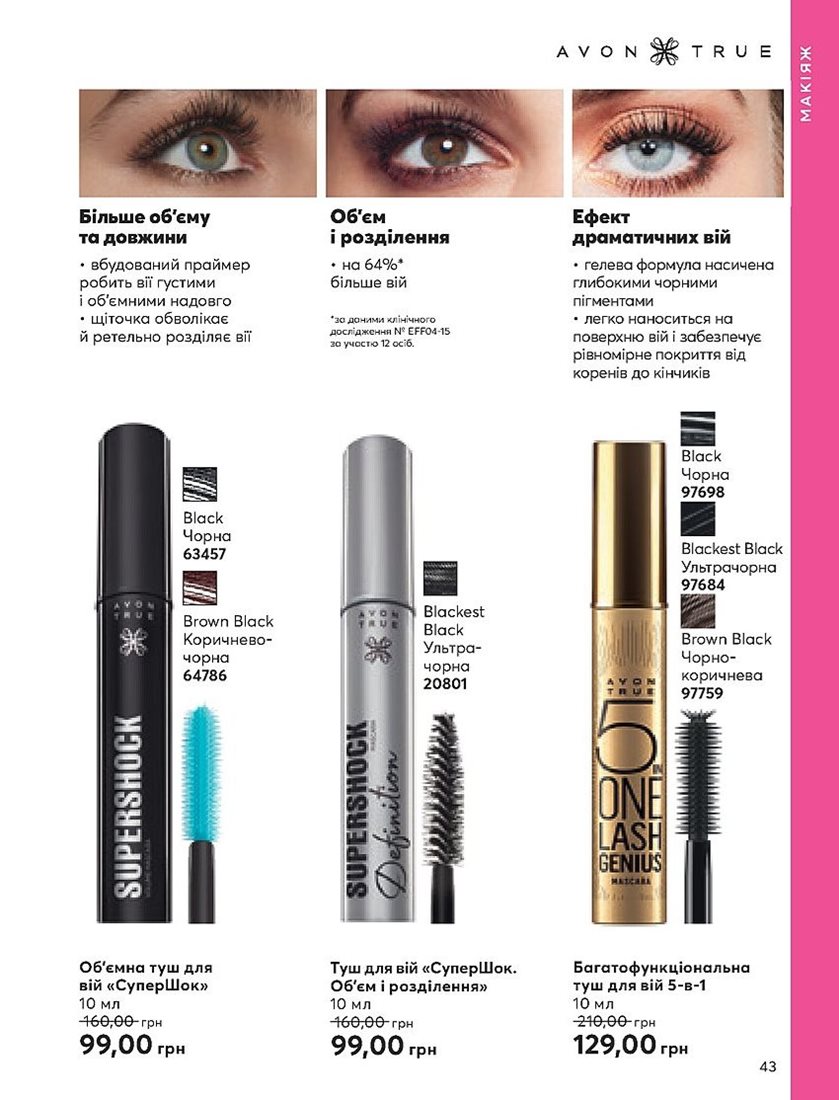 AVON TRUE
МАКІЯЖ
Більше об'єму
та довжини
• вбудований праймер
робить вії густими
і об'ємними надовго
• щіточка обволікає
й ретельно розділяє вії
Об'єм
і розділення
• на 64%*
більше вій
*за даними клінічного
дослідження № EFF04-15
за участю 12 осіб.
Ефект
драматичних вій
• гелева формула насичена
глибокими чорними
пігментами
• легко наноситься на
поверхню вій і забезпечує
рівномірне покриття від
коренів до кінчиків
Black
Чорна
63457
Brown Black
Коричнево-
чорна
64786
AVON
TRUE
SUPERSHOCK
VOLUME MASCARA
Blackest
Black
Ультра-
чорна
20801
AVON
TRUE
SUPERSHOCK
MASCARA
Definition
Black
Чорна
97698
Blackest Black
Ультрачорна
97684
Brown Black
Чорно-
коричнева
97759
AVON
TRUE
5 IN
ONE
LASH
GENIUS
MASCARA
Об'ємна туш для
вій «СуперШок»
10 мл
160,00 грн
99,00 грн
Туш для вій «СуперШок.
Об'єм і розділення»
10 мл
160,00 грн
99,00 грн
Багатофункціональна
туш для вій 5-в-1
10 мл
210,00 грн
129,00 грн
43